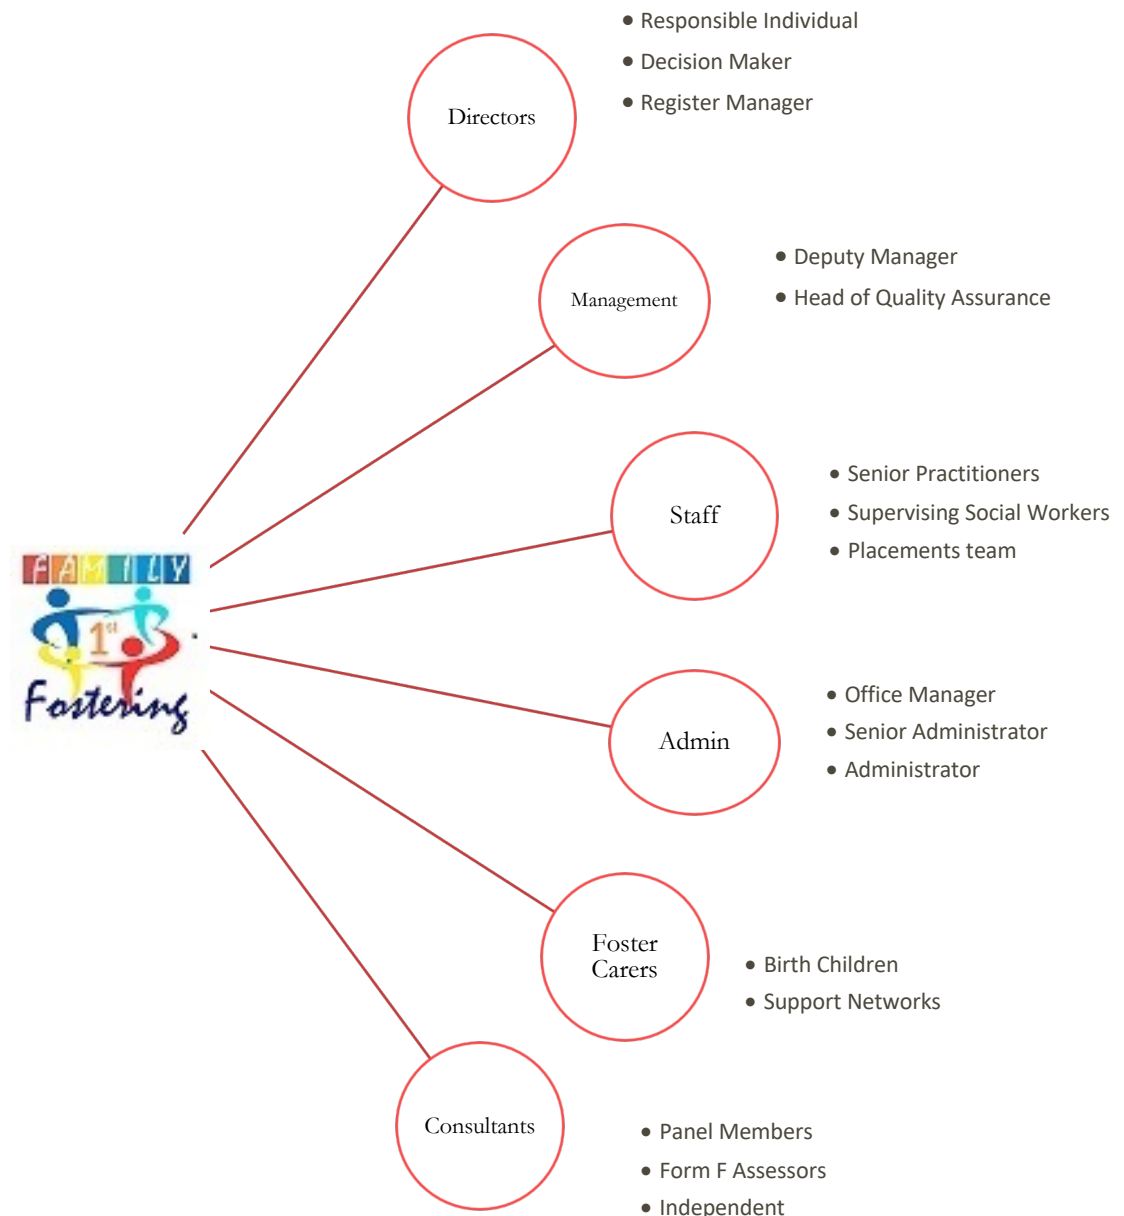 • Responsible Individual
• Decision Maker
• Register Manager
Directors
• Deputy Manager
• Head of Quality Assurance
Management
• Senior Practitioners
• Supervising Social Workers
• Placements team
Staff
FAMILY
1st
Fostering
• Office Manager
• Senior Administrator
• Administrator
Admin
Foster
Carers
• Birth Children
• Support Networks
Consultants
• Panel Members
• Form F Assessors
• Independent